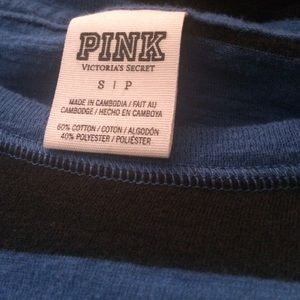 PINK
VICTORIA'S SECRET
S | P
MADE IN CAMBODIA / FAIT AU
CAMBODGE / HECHO EN CAMBOYA
60% COTTON / COTON / ALGODÓN
40% POLYESTER / POLIÉSTER